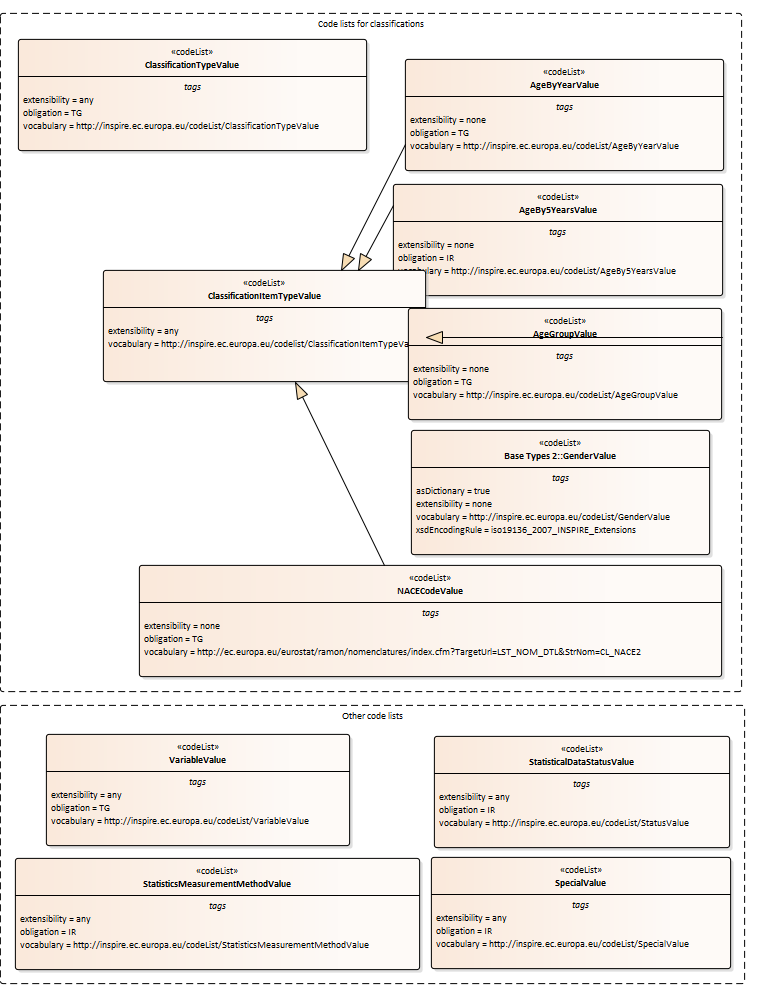 Code lists for classifications
«codeList»
ClassificationTypeValue
tags
extensibility = any
obligation = TG
vocabulary = http://inspire.ec.europa.eu/codeList/ClassificationTypeValue
«codeList»
AgeByYearValue
tags
extensibility = none
obligation = TG
vocabulary = http://inspire.ec.europa.eu/codeList/AgeByYearValue
«codeList»
AgeBy5YearsValue
tags
extensibility = none
obligation = IR
vocabulary = http://inspire.ec.europa.eu/codeList/AgeBy5YearsValue
«codeList»
ClassificationItemTypeValue
tags
extensibility = any
vocabulary = http://inspire.ec.europa.eu/codelist/ClassificationItemTypeVa
«codeList»
AgeGroupValue
tags
extensibility = none
obligation = TG
vocabulary = http://inspire.ec.europa.eu/codeList/AgeGroupValue
«codeList»
Base Types 2::GenderValue
tags
asDictionary = true
extensibility = none
vocabulary = http://inspire.ec.europa.eu/codeList/GenderValue
xsdEncodingRule = iso19136_2007_INSPIRE_Extensions
«codeList»
NACECodeValue
tags
extensibility = none
obligation = TG
vocabulary = http://ec.europa.eu/eurostat/ramon/nomenclatures/index.cfm?TargetUrl=LST_NOM_DTL&StrNom=CL_NACE2
Other code lists
«codeList»
VariableValue
tags
extensibility = any
obligation = TG
vocabulary = http://inspire.ec.europa.eu/codeList/VariableValue
«codeList»
StatisticalDataStatusValue
tags
extensibility = any
obligation = IR
vocabulary = http://inspire.ec.europa.eu/codeList/StatusValue
«codeList»
StatisticsMeasurementMethodValue
tags
extensibility = any
obligation = IR
vocabulary = http://inspire.ec.europa.eu/codeList/StatisticsMeasurementMethodValue
«codeList»
SpecialValue
tags
extensibility = any
obligation = IR
vocabulary = http://inspire.ec.europa.eu/codeList/SpecialValue